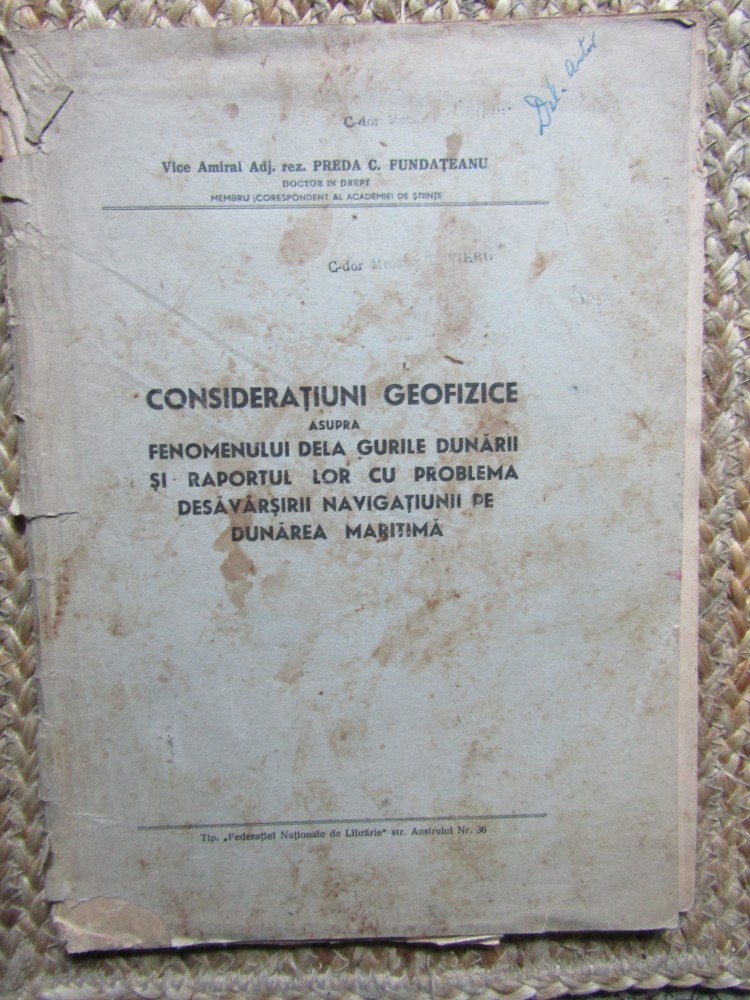 Dela autor
C-dor
Vice Amiral Adj. rez. PREDA C. FUNDAȚEANU
DOCTOR IN DREPT
MEMBRU CORESPONDENT AL ACADEMIEI DE ȘTIINȚE
C-dor
CONSIDERAȚIUNI GEOFIZICE
ASUPRA
FENOMENULUI DELA GURILE DUNĂRII
ȘI RAPORTUL LOR CU PROBLEMA
DESĂVÂRȘIRII NAVIGAȚIUNII PE
DUNĂREA MARITIMĂ
Tip. „Federației Naționale de Librărie" str. Austrului Nr. 36